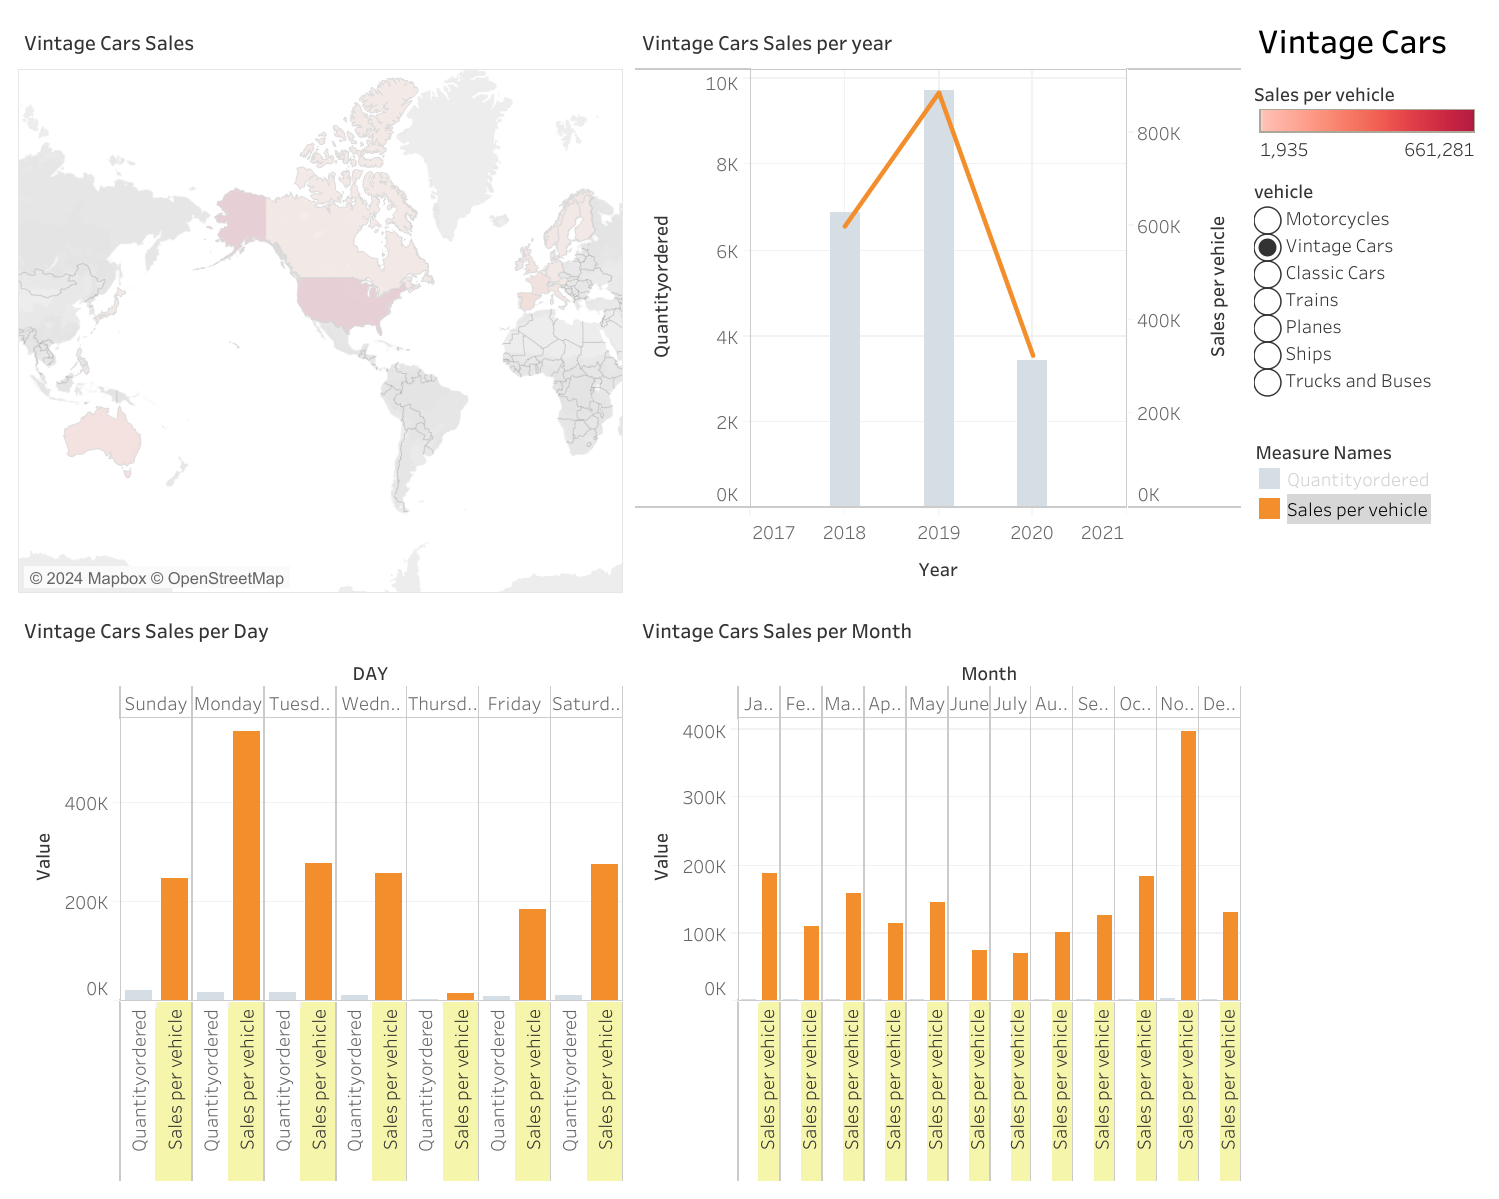 Vintage Cars Sales
© 2024 Mapbox © OpenStreetMap
Vintage Cars Sales per year
10K
8K
6K
4K
2K
0K
Quantityordered
800K
600K
400K
200K
0K
Sales per vehicle
2017 2018 2019 2020 2021
Year
Vintage Cars
Sales per vehicle
1,935 661,281
vehicle
Motorcycles
Vintage Cars
Classic Cars
Trains
Planes
Ships
Trucks and Buses
Measure Names
Quantityordered
Sales per vehicle
Vintage Cars Sales per Day
DAY
Sunday Monday Tuesd.. Wedn.. Thursd.. Friday Saturd..
400K
200K
0K
Value
Quantityordered
Sales per vehicle
Quantityordered
Sales per vehicle
Quantityordered
Sales per vehicle
Quantityordered
Sales per vehicle
Quantityordered
Sales per vehicle
Quantityordered
Sales per vehicle
Quantityordered
Sales per vehicle
Vintage Cars Sales per Month
Month
Ja.. Fe.. Ma.. Ap.. May June July Au.. Se.. Oc.. No.. De..
400K
300K
200K
100K
0K
Value
Sales per vehicle
Sales per vehicle
Sales per vehicle
Sales per vehicle
Sales per vehicle
Sales per vehicle
Sales per vehicle
Sales per vehicle
Sales per vehicle
Sales per vehicle
Sales per vehicle
Sales per vehicle